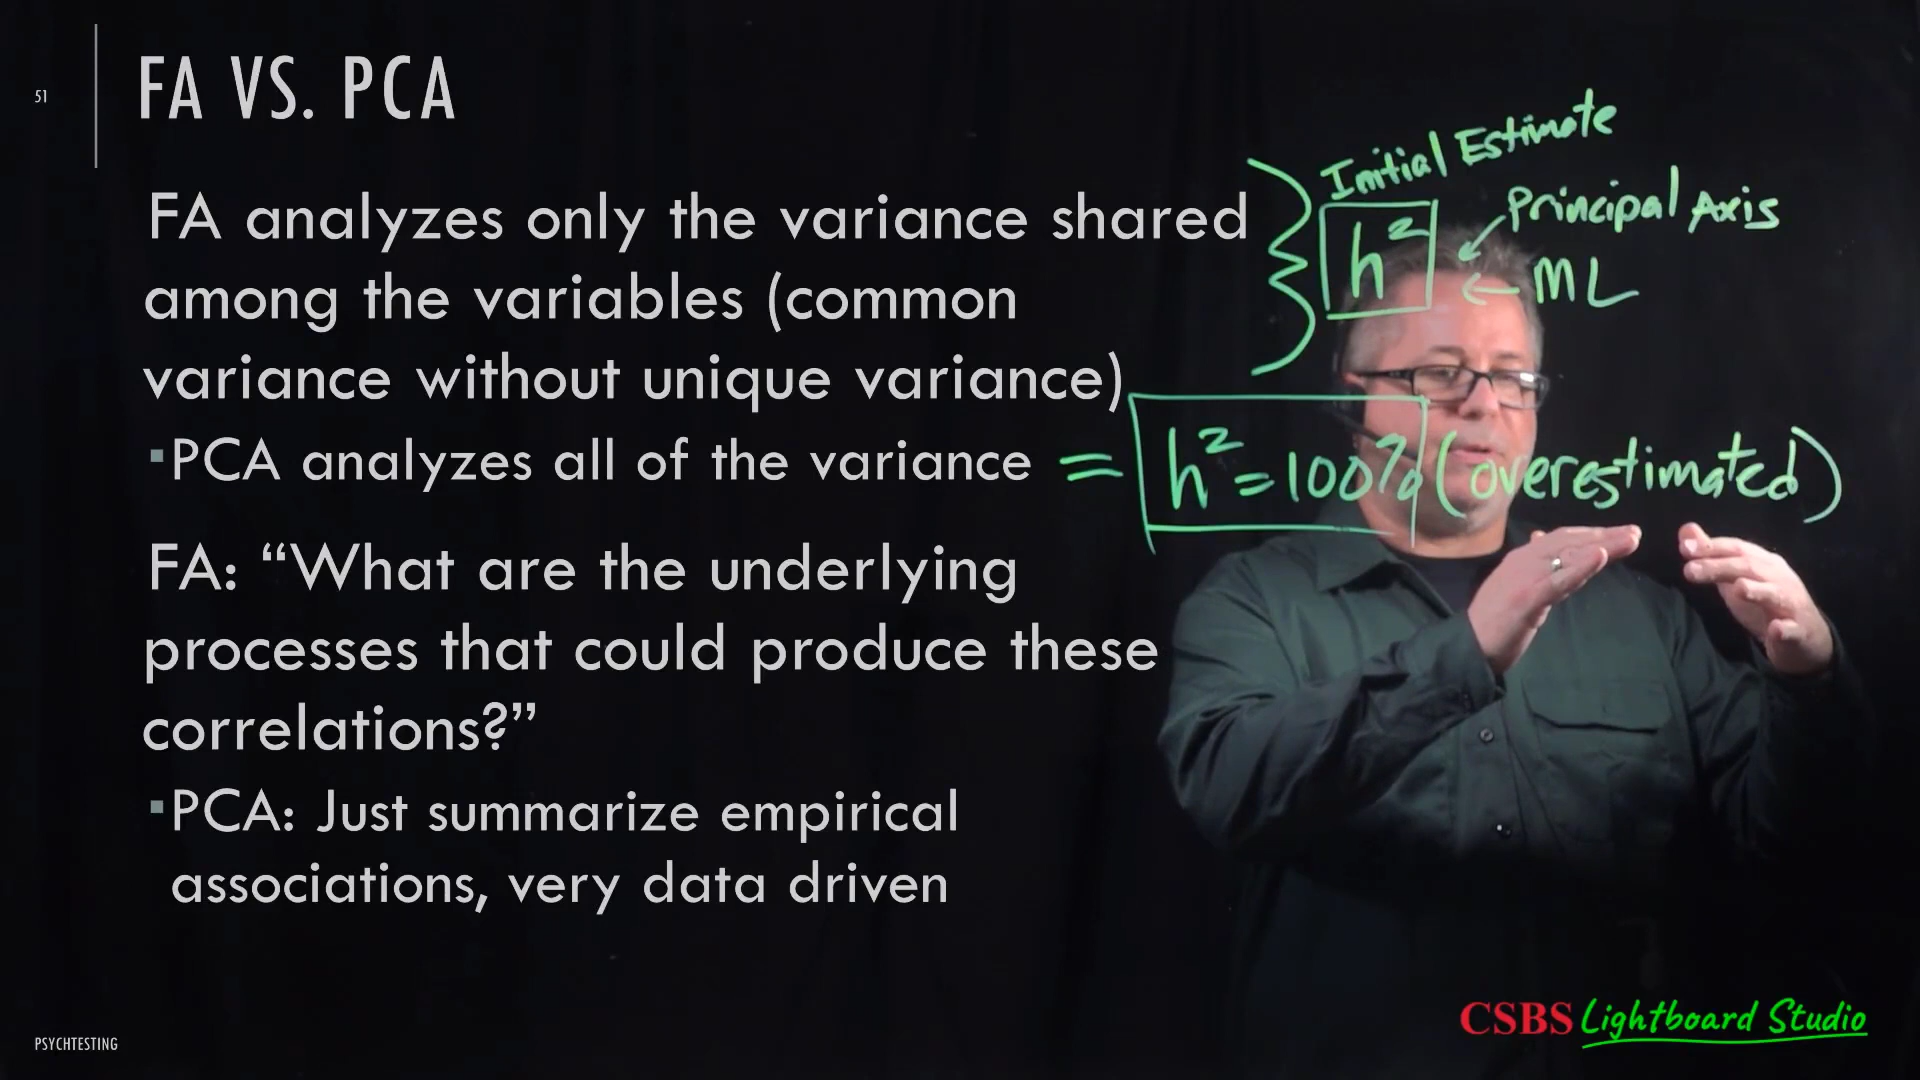 51
FA VS. PCA
FA analyzes only the variance shared
among the variables (common
variance without unique variance)
▪PCA analyzes all of the variance
FA: “What are the underlying
processes that could produce these
correlations?”
▪PCA: Just summarize empirical
associations, very data driven
Initial Estimate
h²
Principal Axis
ML
= h²=100% (overestimated)
PSYCHTESTING
CSBS Lightboard Studio